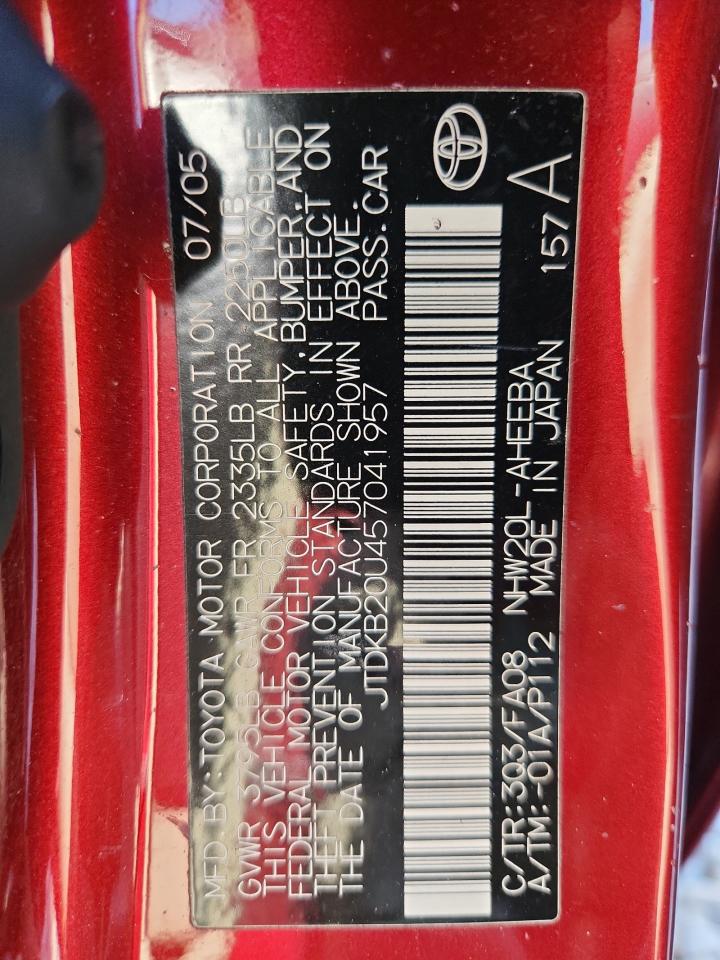 MFD BY: TOYOTA MOTOR CORPORATION 07/05
GVWR 3795LB GAWR FR 2335LB RR 2250LB
THIS VEHICLE CONFORMS TO ALL APPLICABLE
FEDERAL MOTOR VEHICLE SAFETY, BUMPER, AND
THEFT PREVENTION STANDARDS IN EFFECT ON
THE DATE OF MANUFACTURE SHOWN ABOVE.
JTDKB20U457041957 PASS. CAR
C/TR:3Q3/FA08 NHW20L-AHEEBA 157 A
A/TM:-01A/P112 MADE IN JAPAN